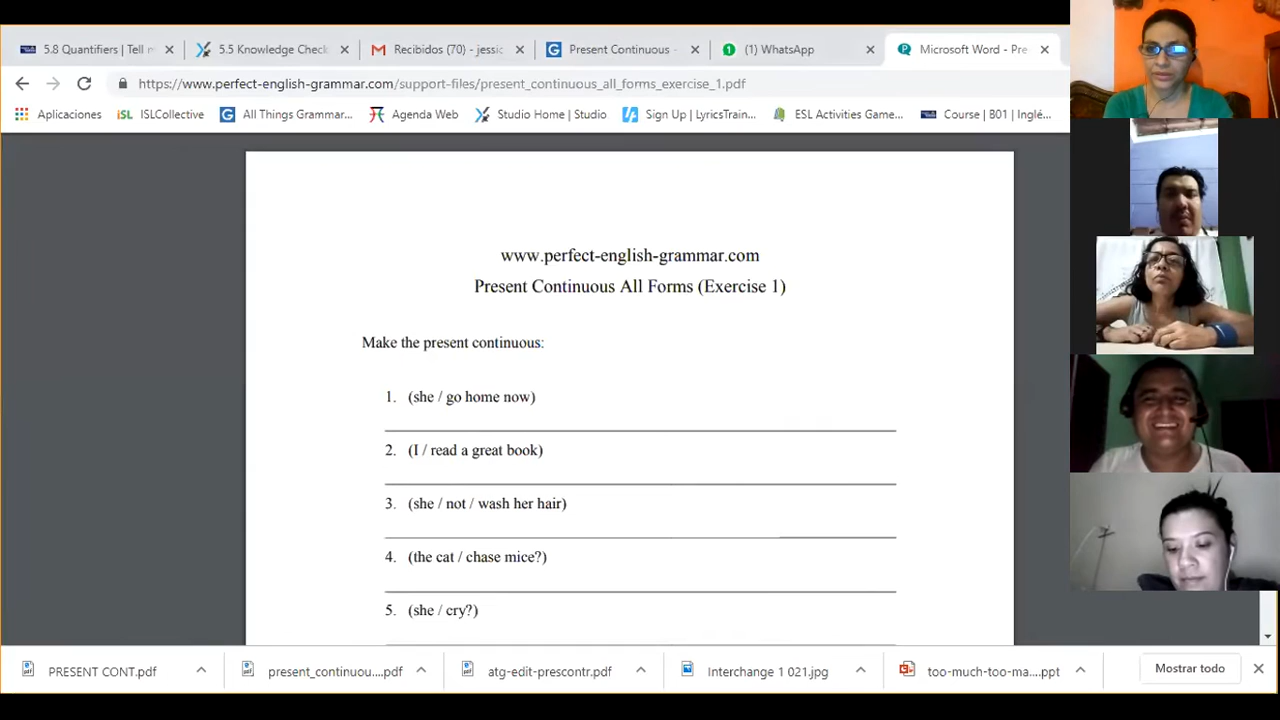 5.8 Quantifiers | Tell n
5.5 Knowledge Check
Recibidos (70) - jessic
Present Continuous -
(1) WhatsApp
Microsoft Word - Pre
https://www.perfect-english-grammar.com/support-files/present_continuous_all_forms_exercise_1.pdf
Aplicaciones
iSL ISLCollective
All Things Grammar...
Agenda Web
Studio Home | Studio
Sign Up | LyricsTrain...
ESL Activities Game...
Course | B01 | Inglé...
www.perfect-english-grammar.com
Present Continuous All Forms (Exercise 1)
Make the present continuous:
1. (she / go home now)
2. (I / read a great book)
3. (she / not / wash her hair)
4. (the cat / chase mice?)
5. (she / cry?)
PRESENT CONT.pdf
present_continuou....pdf
atg-edit-prescontr.pdf
Interchange 1 021.jpg
too-much-too-ma....ppt
Mostrar todo